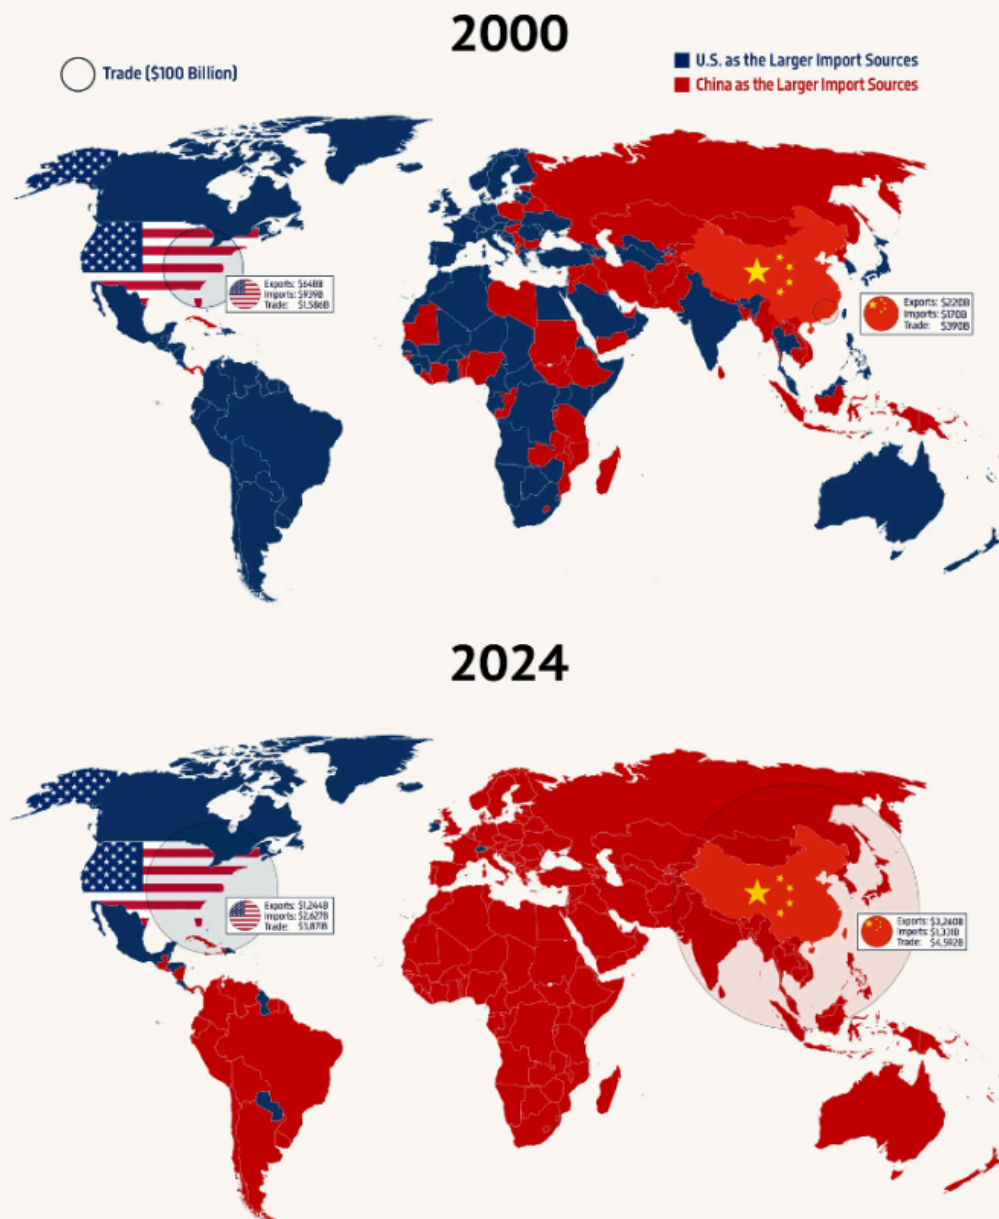 2000
Trade ($100 Billion)
U.S. as the Larger Import Sources
China as the Larger Import Sources
Exports: $648B
Imports: $939B
Trade: $1,586B
Exports: $220B
Imports: $170B
Trade: $390B
2024
Exports: $1,244B
Imports: $2,627B
Trade: $3,871B
Exports: $3,260B
Imports: $1,331B
Trade: $4,592B